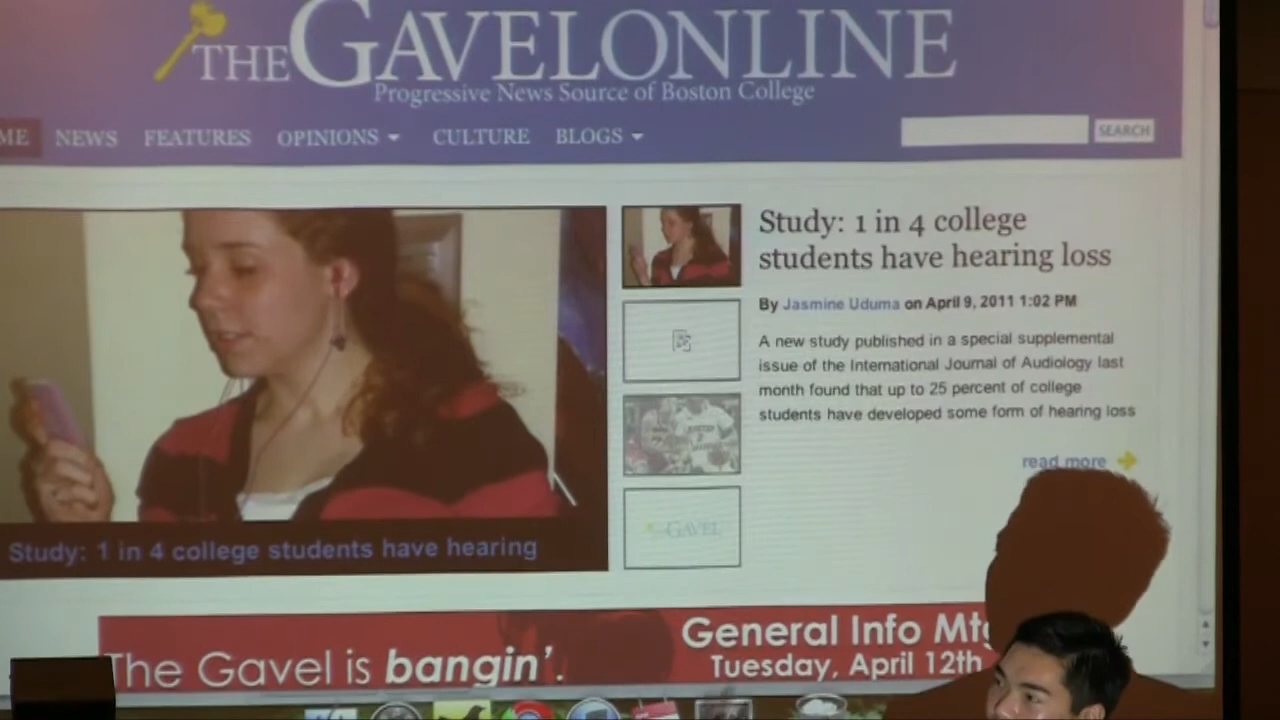 THE GAVELONLINE
Progressive News Source of Boston College
ME NEWS FEATURES OPINIONS CULTURE BLOGS
SEARCH
Study: 1 in 4 college
students have hearing loss
By Jasmine Uduma on April 9, 2011 1:02 PM
A new study published in a special supplemental
issue of the International Journal of Audiology last
month found that up to 25 percent of college
students have developed some form of hearing loss
read more
GAVEL
Study: 1 in 4 college students have hearing
The Gavel is bangin'.
General Info Mtg
Tuesday, April 12th